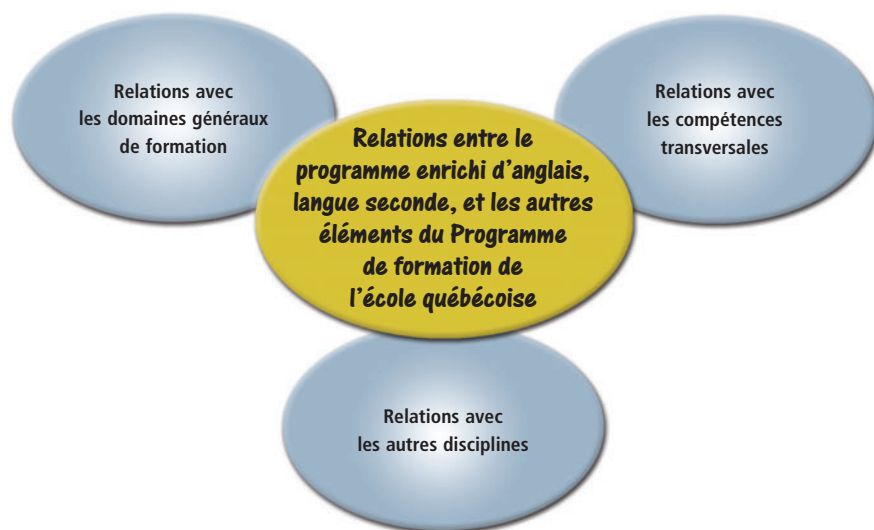 Relations avec
les domaines généraux
de formation
Relations entre le
programme enrichi d'anglais,
langue seconde, et les autres
éléments du Programme
de formation de
l'école québécoise
Relations avec
les compétences
transversales
Relations avec
les autres disciplines